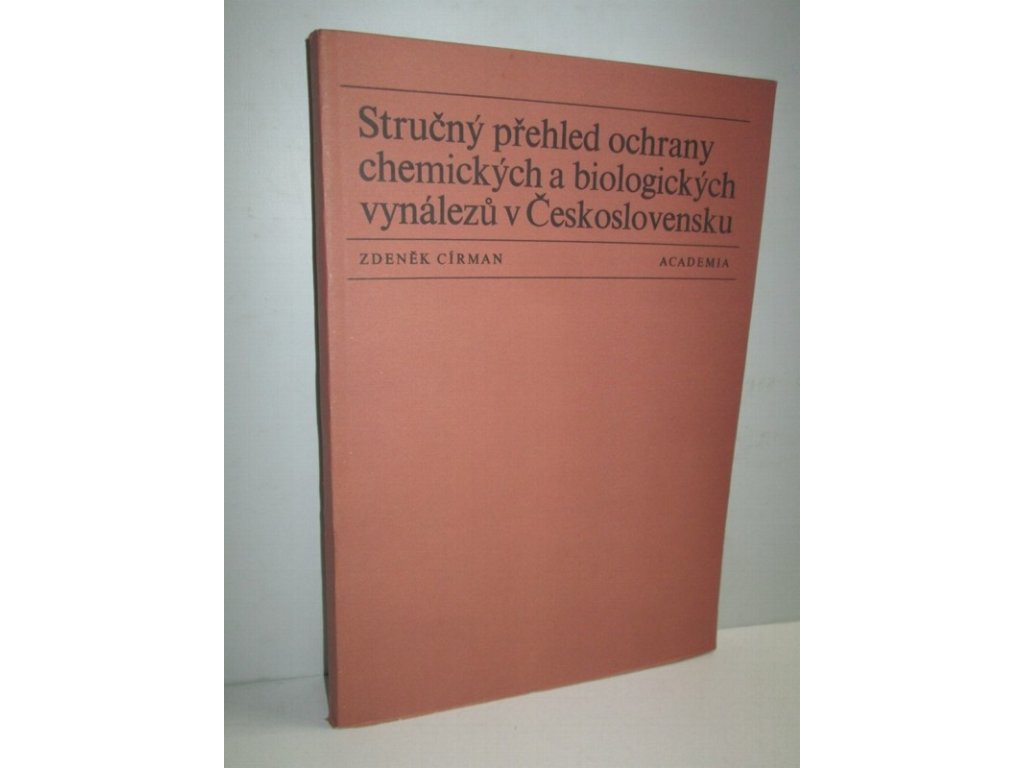 Stručný přehled ochrany
chemických a biologických
vynálezů v Československu
ZDENĚK CÍRMAN ACADEMIA